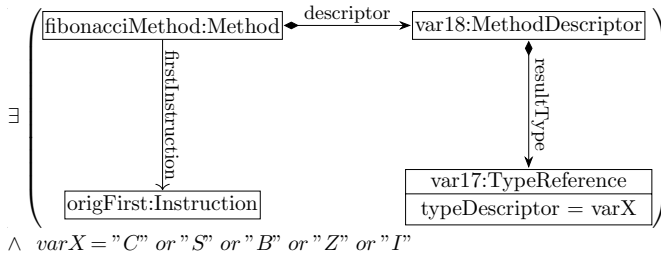 descriptor
fibonacciMethod:Method
var18:MethodDescriptor
firstInstruction
resultType
∃
var17:TypeReference
origFirst:Instruction
typeDescriptor = varX
∧ varX = ”C” or ”S” or ”B” or ”Z” or ”I”